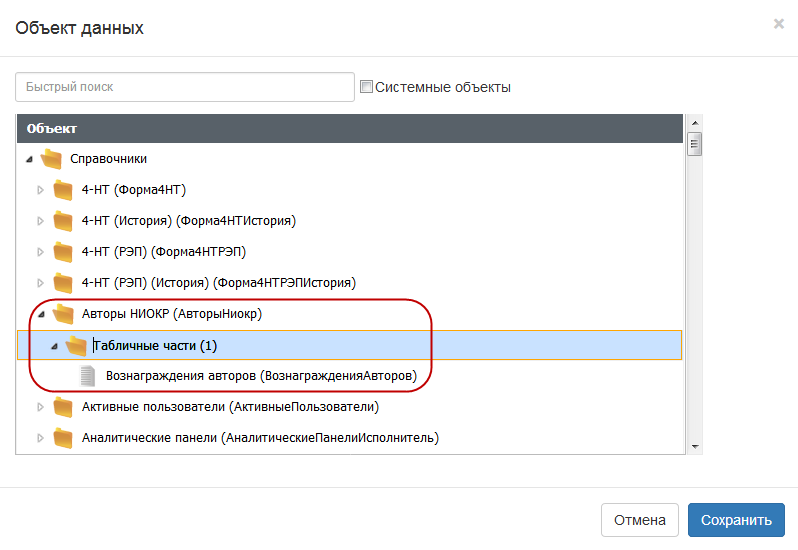 Объект данных
×
Быстрый поиск
Системные объекты
Объект
Справочники
4-НТ (Форма4НТ)
4-НТ (История) (Форма4НТИстория)
4-НТ (РЭП) (Форма4НТРЭП)
4-НТ (РЭП) (История) (Форма4НТРЭПИстория)
Авторы НИОКР (АвторыНиокр)
Табличные части (1)
Вознаграждения авторов (ВознагражденияАвторов)
Активные пользователи (АктивныеПользователи)
Аналитические панели (АналитическиеПанелиИсполнитель)
Отмена
Сохранить